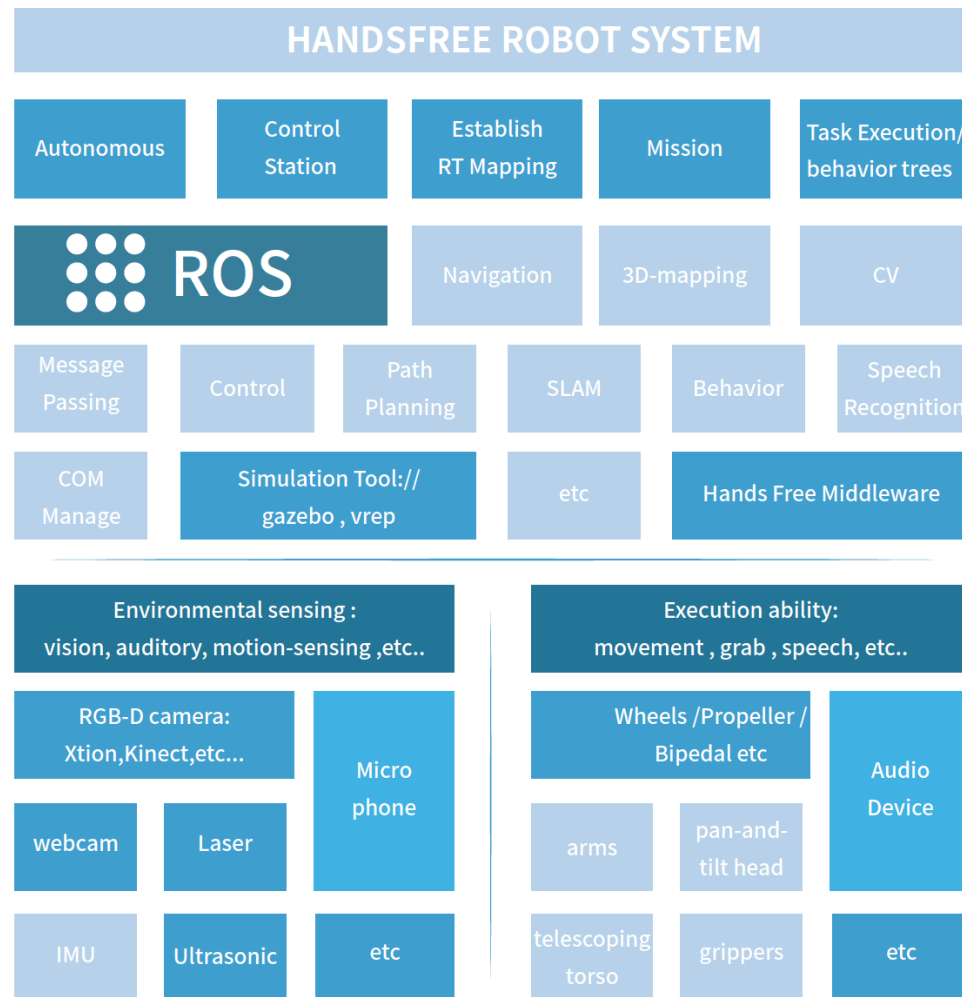 HANDSFREE ROBOT SYSTEM
Autonomous
Control
Station
Establish
RT Mapping
Mission
Task Execution/
behavior trees
ROS
Navigation
3D-mapping
CV
Message
Passing
Control
Path
Planning
SLAM
Behavior
Speech
Recognition
COM
Manage
Simulation Tool://
gazebo , vrep
etc
Hands Free Middleware
Environmental sensing :
vision, auditory, motion-sensing ,etc..
Execution ability:
movement , grab , speech, etc..
RGB-D camera:
Xtion,Kinect,etc...
Micro
phone
webcam
Laser
IMU
Ultrasonic
etc
Wheels /Propeller /
Bipedal etc
Audio
Device
arms
pan-and-
tilt head
telescoping
torso
grippers
etc